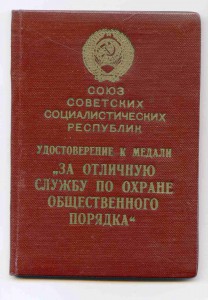 СОЮЗ
СОВЕТСКИХ
СОЦИАЛИСТИЧЕСКИХ
РЕСПУБЛИК
УДОСТОВЕРЕНИЕ К МЕДАЛИ
„ЗА ОТЛИЧНУЮ
СЛУЖБУ ПО ОХРАНЕ
ОБЩЕСТВЕННОГО
ПОРЯДКА“